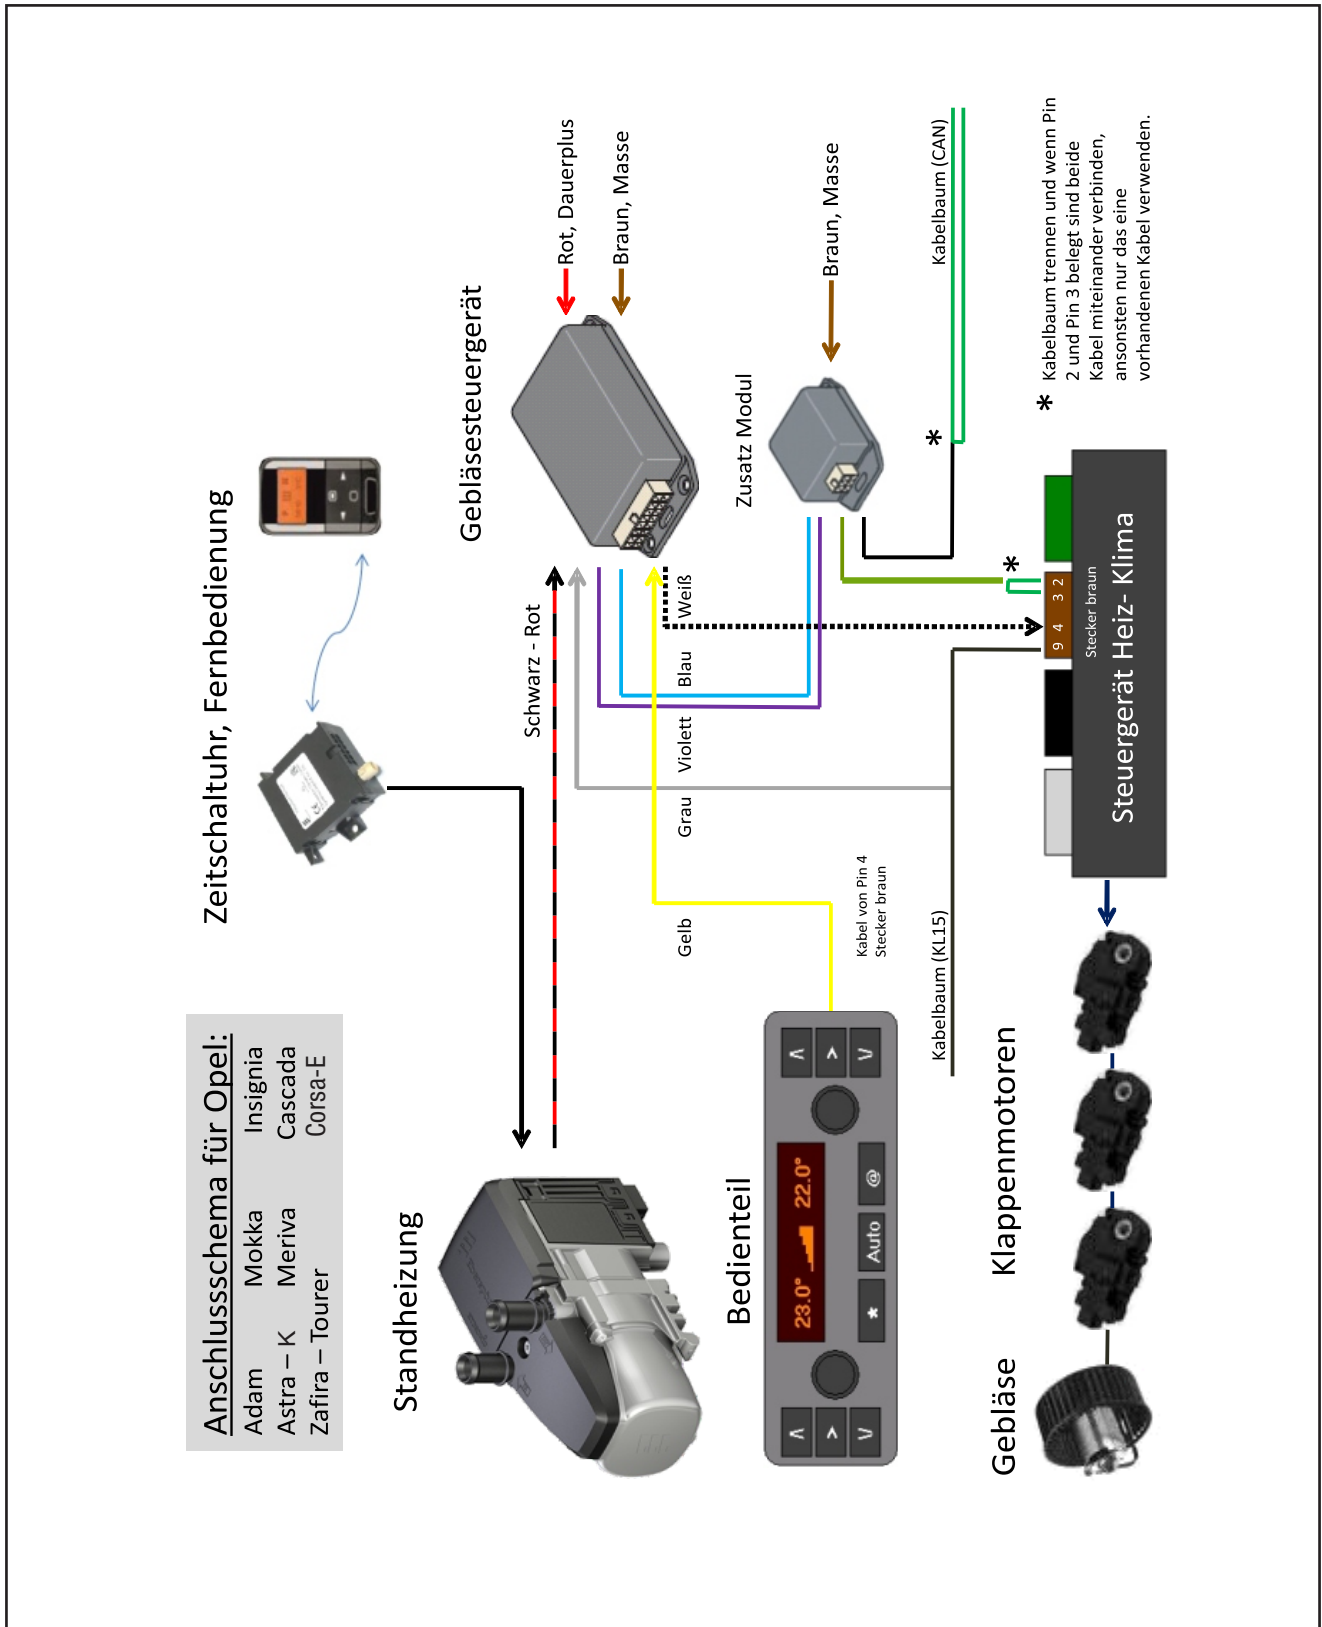 Anschlussschema für Opel:
Adam Mokka Insignia
Astra – K Meriva Cascada
Zafira – Tourer Corsa-E
Zeitschaltuhr, Fernbedienung
Standheizung
Schwarz - Rot
Gebläsesteuergerät
Rot, Dauerplus
Braun, Masse
Gelb
Grau
Violett
Blau
Weiß
Zusatz Modul
Braun, Masse
Bedienteil
23.0° 22.0°
Auto @
Kabel von Pin 4
Stecker braun
Kabelbaum (KL15)
Kabelbaum (CAN)
*
*
Gebläse
Klappenmotoren
9 4 3 2
Stecker braun
Steuergerät Heiz- Klima
* Kabelbaum trennen und wenn Pin
2 und Pin 3 belegt sind beide
Kabel miteinander verbinden,
ansonsten nur das eine
vorhandenen Kabel verwenden.